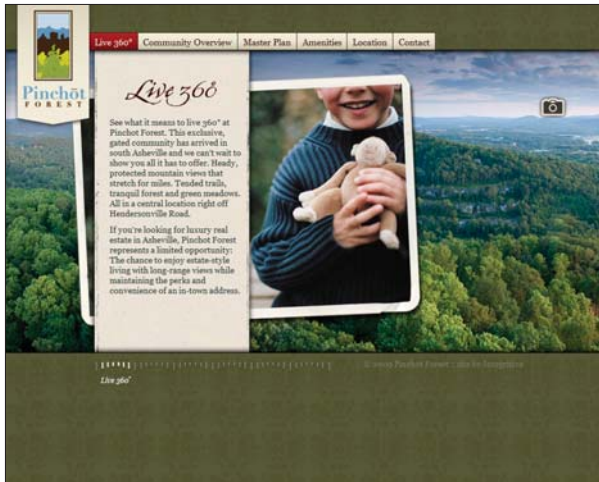 Live 360° Community Overview Master Plan Amenities Location Contact
Pinchōt
FOREST
Live 360°
See what it means to live 360° at
Pinchot Forest. This exclusive,
gated community has arrived in
south Asheville and we can't wait to
show you all it has to offer. Heady,
protected mountain views that
stretch for miles. Tended trails,
tranquil forest and green meadows.
All in a central location right off
Hendersonville Road.
If you're looking for luxury real
estate in Asheville, Pinchot Forest
represents a limited opportunity:
The chance to enjoy estate-style
living with long-range views while
maintaining the perks and
convenience of an in-town address.
Pinchot Forest : site by
Live 360°